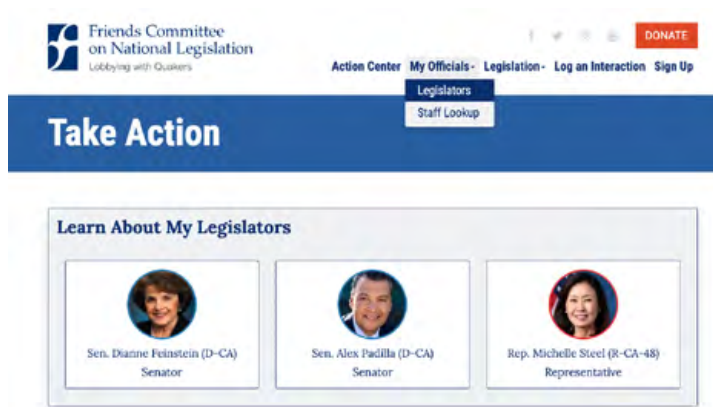 Friends Committee
on National Legislation
Lobbying with Quakers
DONATE
Action Center My Officials- Legislation- Log an Interaction Sign Up
Legislators
Staff Lookup
Take Action
Learn About My Legislators
Sen. Dianne Feinstein (D-CA)
Senator
Sen. Alex Padilla (D-CA)
Senator
Rep. Michelle Steel (R-CA-48)
Representative